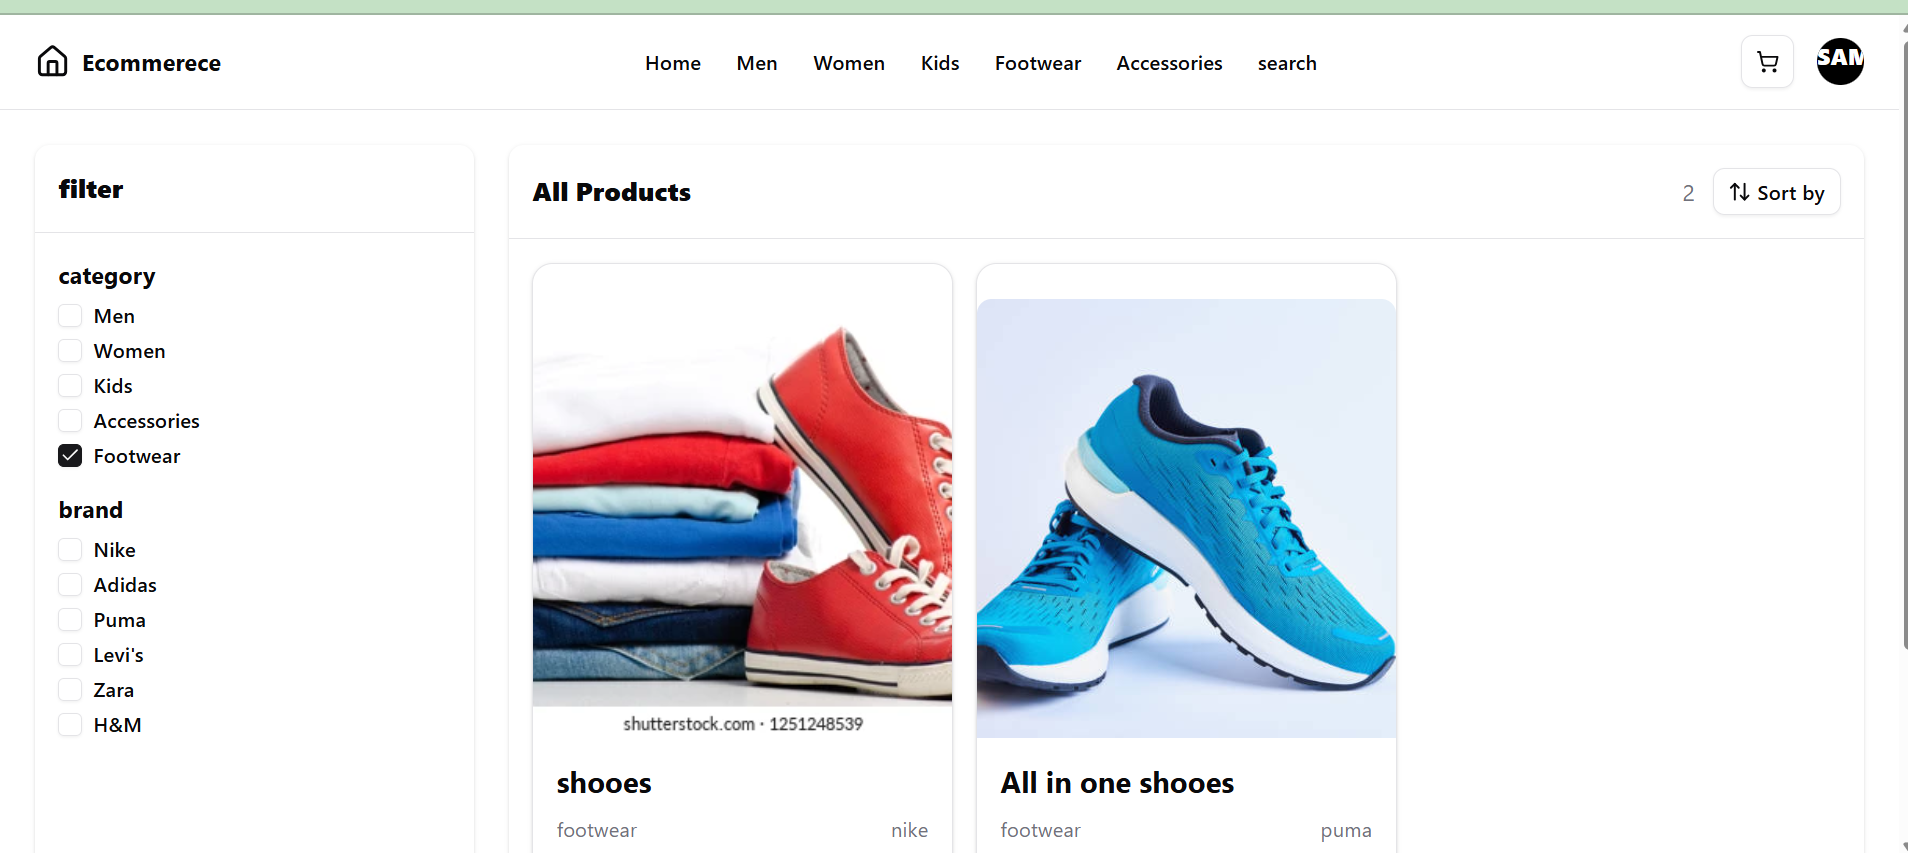 Ecommerece
Home Men Women Kids Footwear Accessories search
SAM
filter
category
Men
Women
Kids
Accessories
Footwear
brand
Nike
Adidas
Puma
Levi's
Zara
H&M
All Products
2 Sort by
shutterstock.com · 1251248539
shooes
footwear nike
All in one shooes
footwear puma